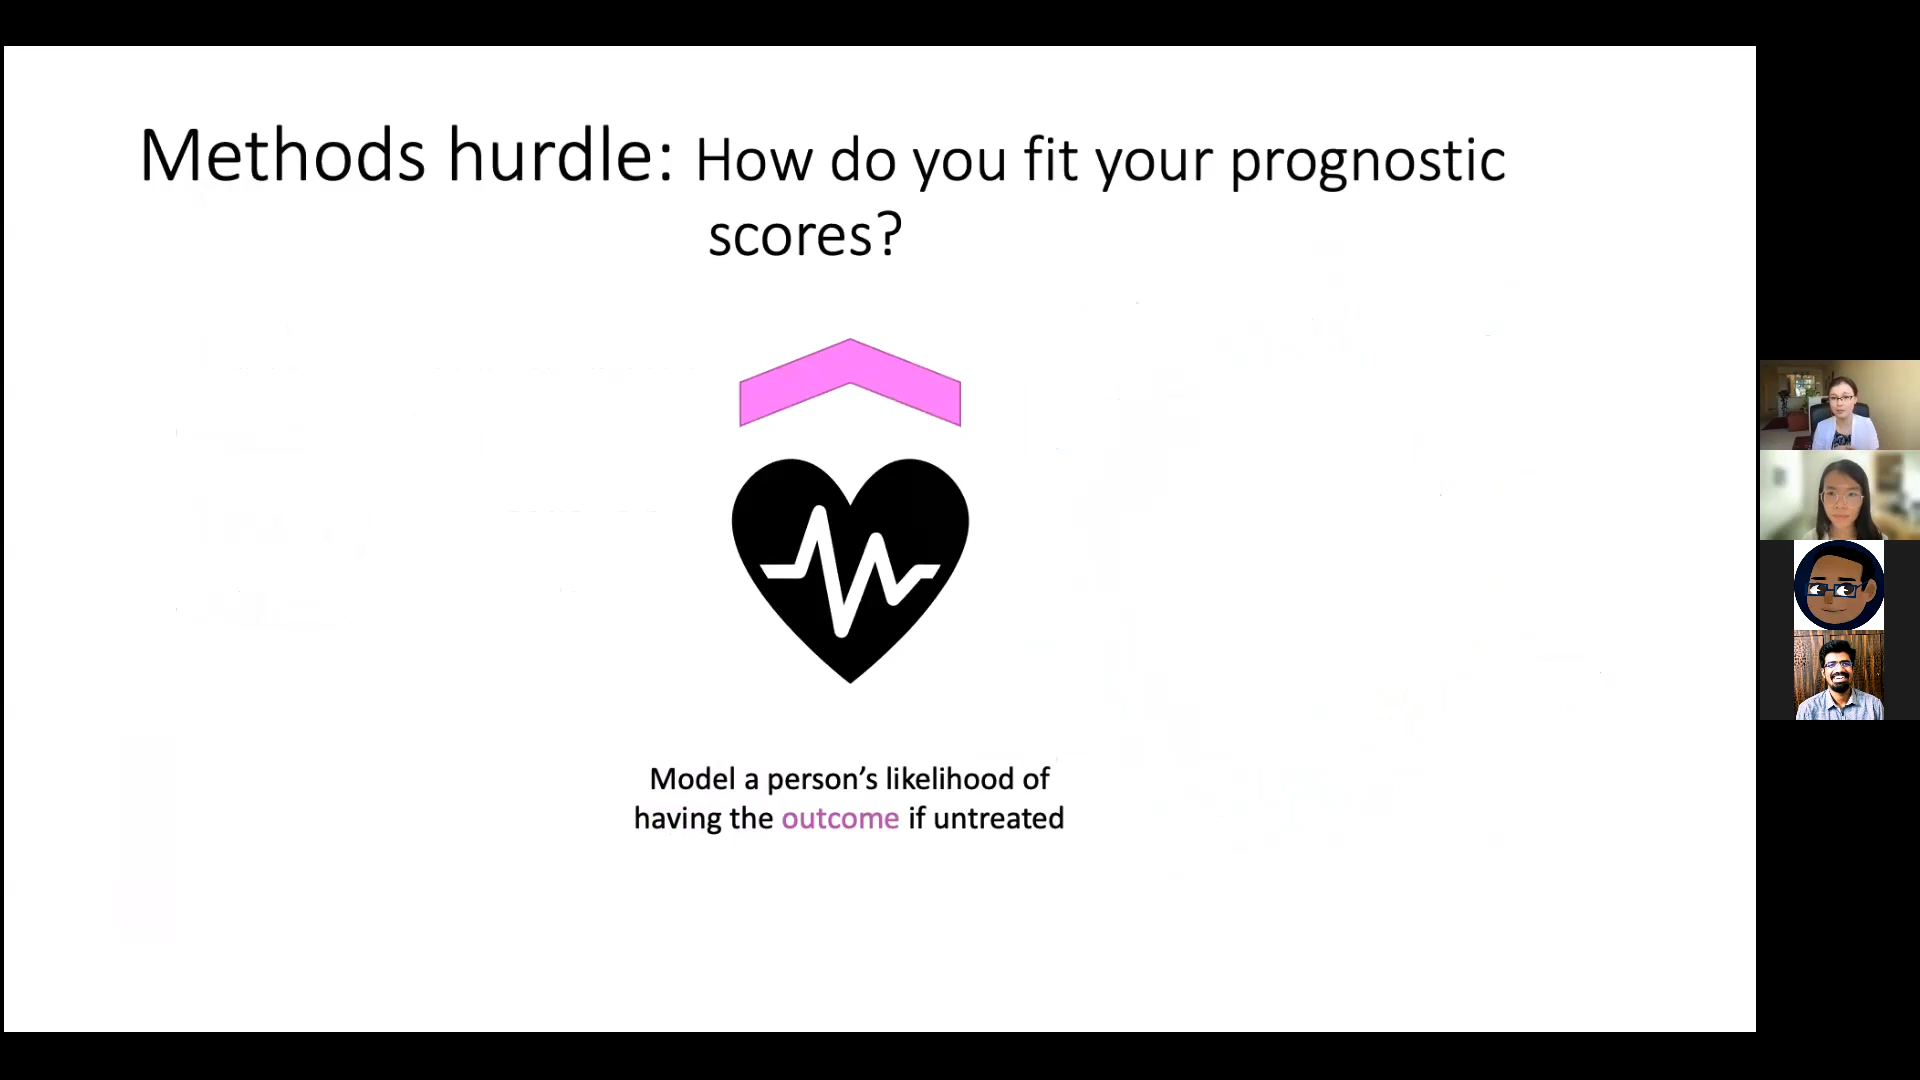 Methods hurdle: How do you fit your prognostic
scores?
Model a person’s likelihood of
having the outcome if untreated